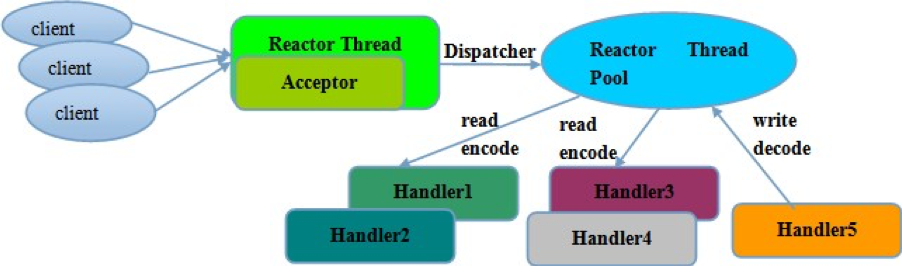 client
client
client
Reactor Thread
Acceptor
Dispatcher
Reactor Thread
Pool
read
encode
read
encode
write
decode
Handler1
Handler2
Handler3
Handler4
Handler5